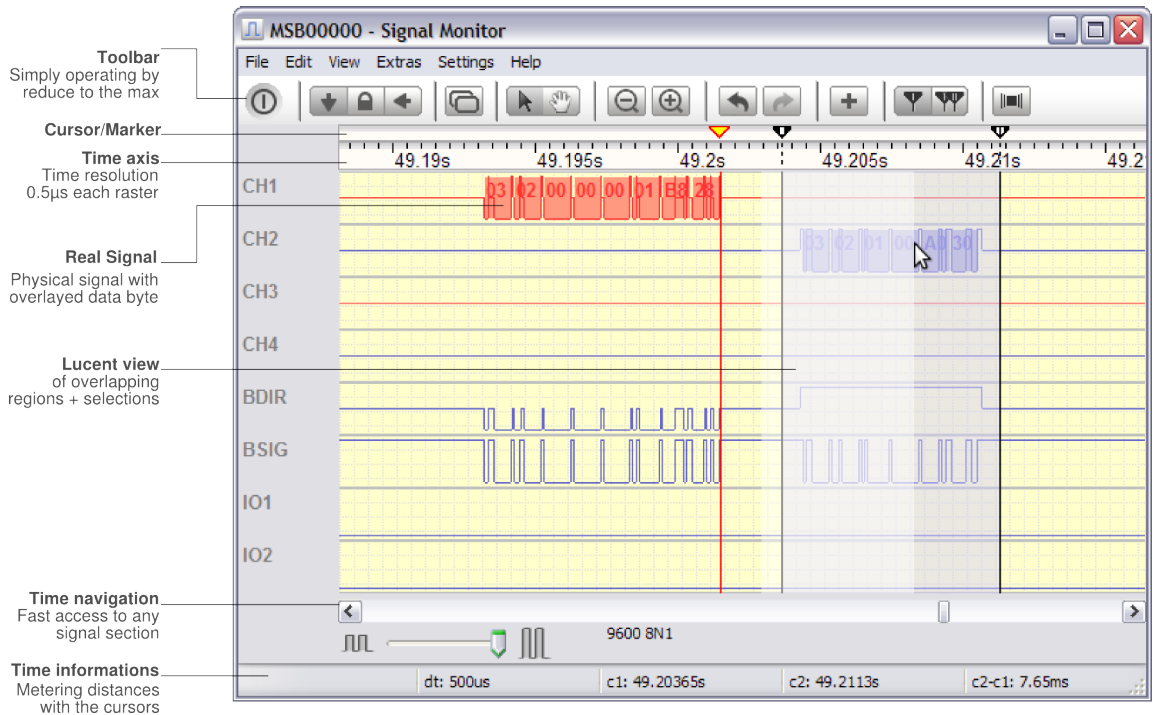 MSB00000 - Signal Monitor
File Edit View Extras Settings Help
Toolbar
Simply operating by
reduce to the max
Cursor/Marker
Time axis
Time resolution
0.5µs each raster
49.19s 49.195s 49.2s 49.205s 49.21s 49.2
CH1
03 02 00 00 00 01 B8 28
CH2
03 02 01 00 A0 30
Real Signal
Physical signal with
overlayed data byte
CH3
CH4
Lucent view
of overlapping
regions + selections
BDIR
BSIG
IO1
IO2
Time navigation
Fast access to any
signal section
9600 8N1
Time informations
Metering distances
with the cursors
dt: 500us c1: 49.20365s c2: 49.2113s c2-c1: 7.65ms